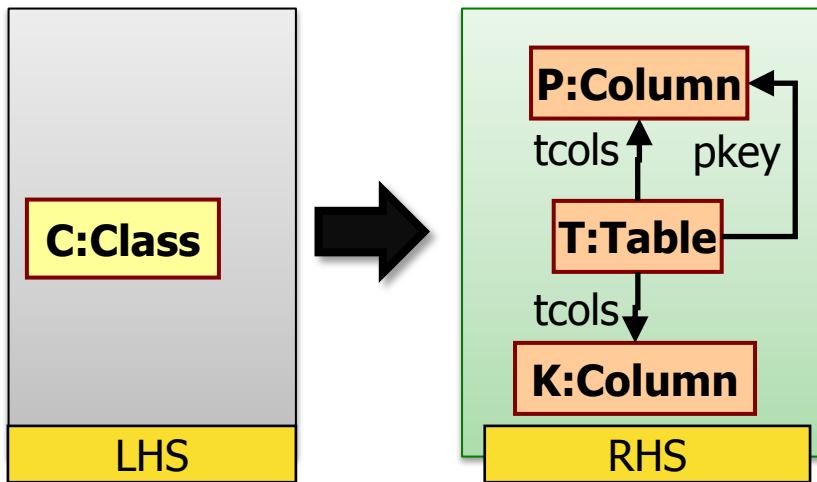 C:Class
LHS
P:Column
tcols
pkey
T:Table
tcols
K:Column
RHS